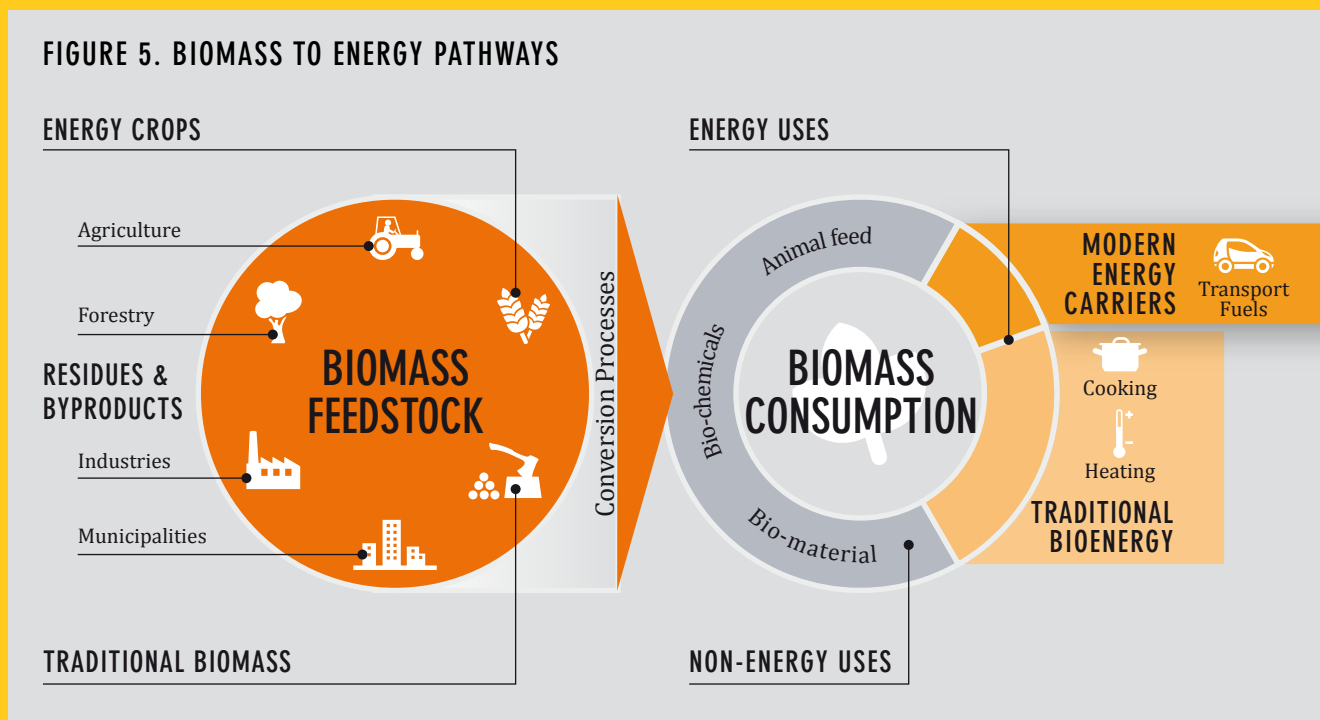 FIGURE 5. BIOMASS TO ENERGY PATHWAYS
ENERGY CROPS
Agriculture
Forestry
RESIDUES &
BYPRODUCTS
Industries
Municipalities
TRADITIONAL BIOMASS
BIOMASS
FEEDSTOCK
Conversion Processes
ENERGY USES
Animal feed
Bio-chemicals
Bio-material
BIOMASS
CONSUMPTION
NON-ENERGY USES
MODERN
ENERGY
CARRIERS
Transport
Fuels
Cooking
Heating
TRADITIONAL
BIOENERGY